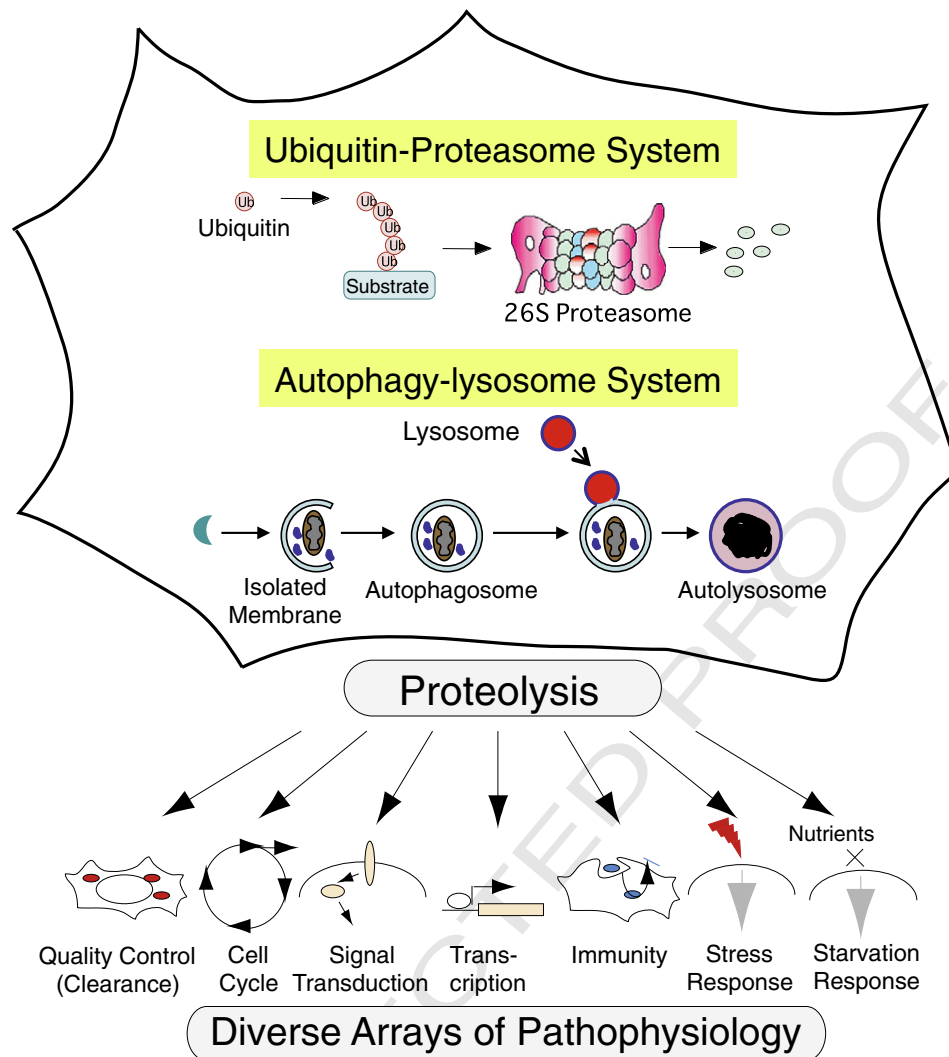 Ubiquitin-Proteasome System
Ub
Ub
Ub
Ub
Ub
Ub
Ubiquitin
Substrate
26S Proteasome
Autophagy-lysosome System
Lysosome
Isolated
Membrane
Autophagosome
Autolysosome
Proteolysis
Nutrients
Quality Control
(Clearance)
Cell
Cycle
Signal
Transduction
Trans-
cription
Immunity
Stress
Response
Starvation
Response
Diverse Arrays of Pathophysiology
CTED PROOF